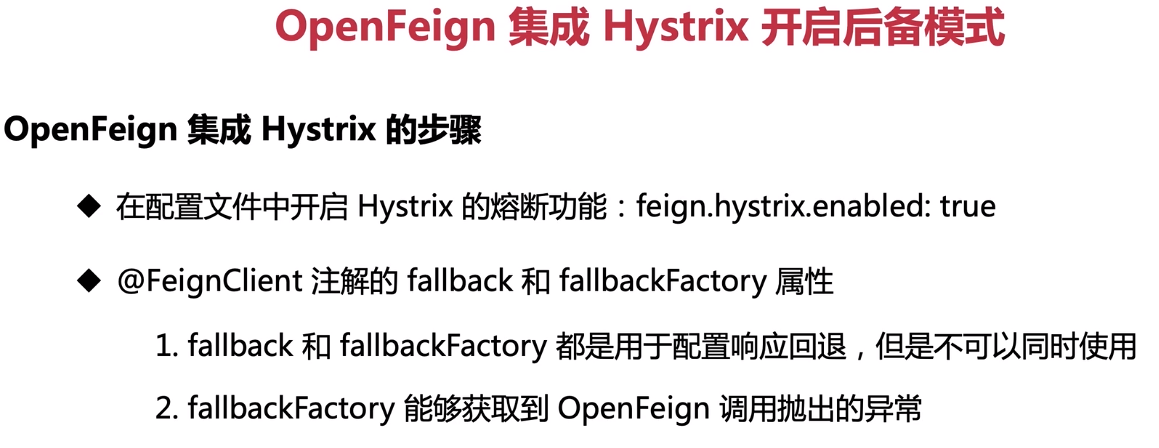 OpenFeign 集成 Hystrix 开启后备模式
OpenFeign 集成 Hystrix 的步骤
◆ 在配置文件中开启 Hystrix 的熔断功能：feign.hystrix.enabled: true
◆ @FeignClient 注解的 fallback 和 fallbackFactory 属性
1. fallback 和 fallbackFactory 都是用于配置响应回退，但是不可以同时使用
2. fallbackFactory 能够获取到 OpenFeign 调用抛出的异常